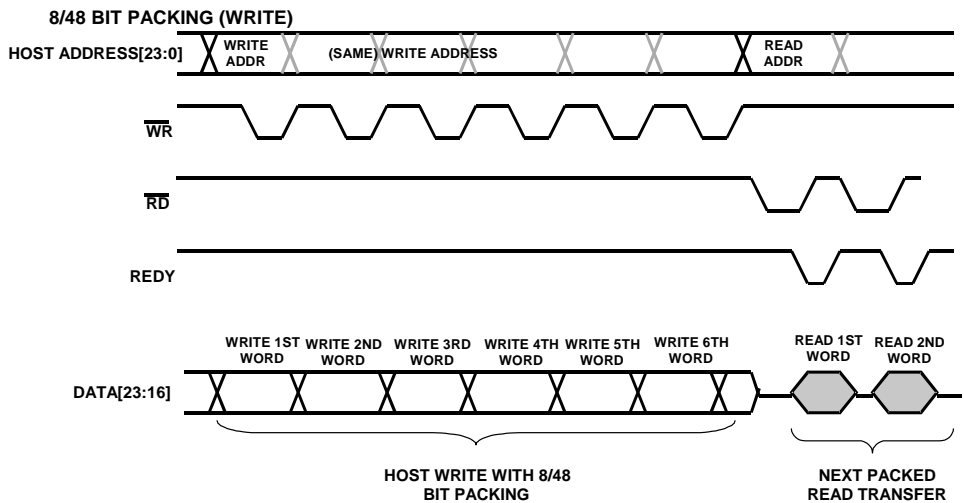 8/48 BIT PACKING (WRITE)
HOST ADDRESS[23:0]
WRITE
ADDR
(SAME) WRITE ADDRESS
READ
ADDR
WR
RD
REDY
WRITE 1ST
WORD
WRITE 2ND
WORD
WRITE 3RD
WORD
WRITE 4TH
WORD
WRITE 5TH
WORD
WRITE 6TH
WORD
READ 1ST
WORD
READ 2ND
WORD
DATA[23:16]
HOST WRITE WITH 8/48
BIT PACKING
NEXT PACKED
READ TRANSFER